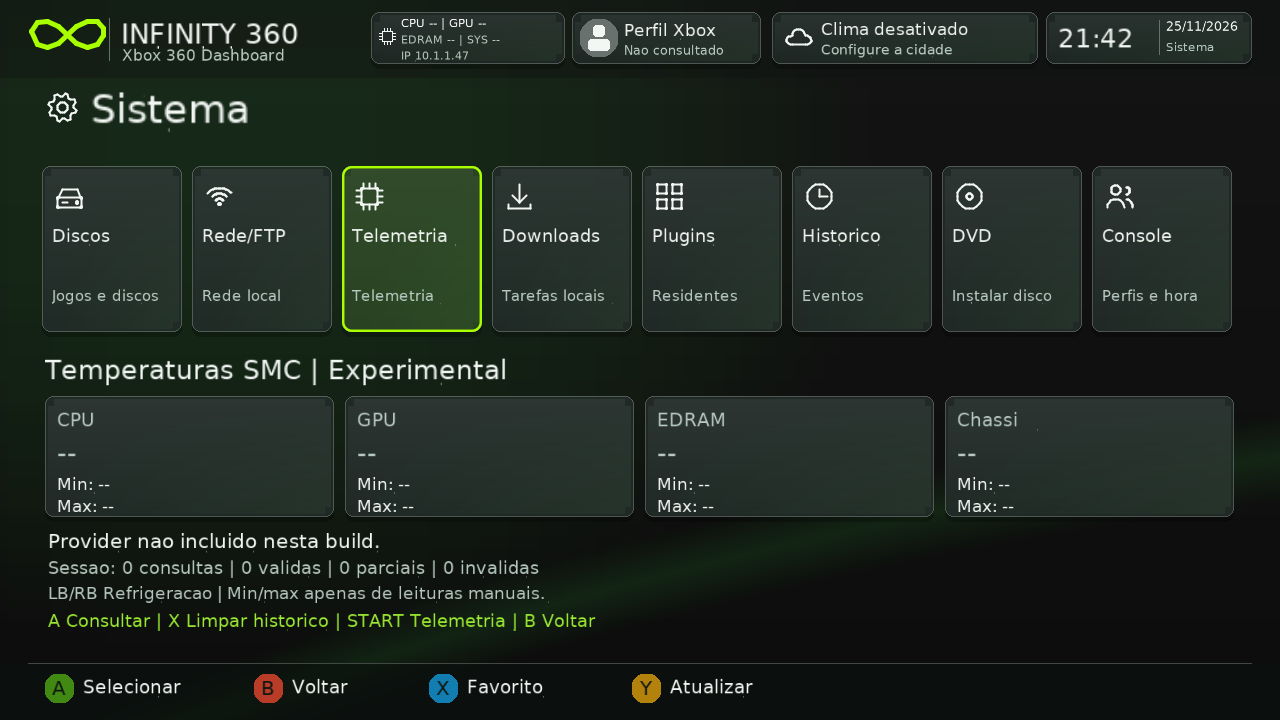 INFINITY 360
Xbox 360 Dashboard
CPU -- | GPU --
EDRAM -- | SYS --
IP 10.1.1.47
Perfil Xbox
Nao consultado
Clima desativado
Configure a cidade
21:42
25/11/2026
Sistema
Sistema
Discos
Jogos e discos
Rede/FTP
Rede local
Telemetria
Telemetria
Downloads
Tarefas locais
Plugins
Residentes
Historico
Eventos
DVD
Instalar disco
Console
Perfis e hora
Temperaturas SMC | Experimental
CPU
--
Min: --
Max: --
GPU
--
Min: --
Max: --
EDRAM
--
Min: --
Max: --
Chassi
--
Min: --
Max: --
Provider nao incluido nesta build.
Sessao: 0 consultas | 0 validas | 0 parciais | 0 invalidas
LB/RB Refrigeracao | Min/max apenas de leituras manuais.
A Consultar | X Limpar historico | START Telemetria | B Voltar
A Selecionar
B Voltar
X Favorito
Y Atualizar